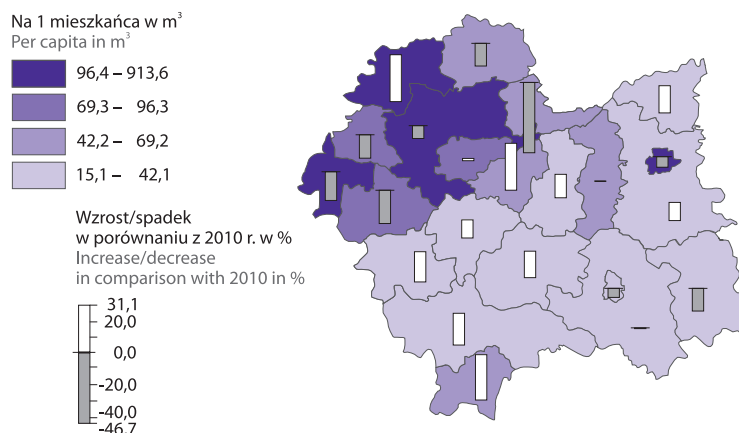 Na 1 mieszkańca w m³
Per capita in m³
96,4 – 913,6
69,3 – 96,3
42,2 – 69,2
15,1 – 42,1
Wzrost/spadek
w porównaniu z 2010 r. w %
Increase/decrease
in comparison with 2010 in %
31,1
20,0
0,0
-20,0
-40,0
-46,7